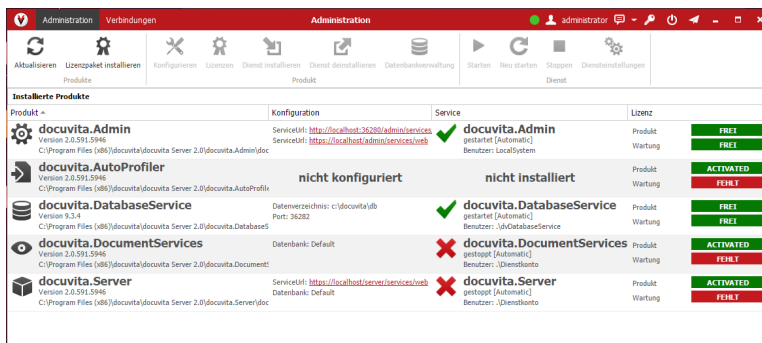 Administration Verbindungen Administration administrator
Aktualisieren Lizenzpaket installieren Konfigurieren Lizenzen Dienst installieren Dienst deinstallieren Datenbankverwaltung Starten Neu starten Stoppen Diensteinstellungen
Produkte Produkt Dienst
Installierte Produkte
Produkt Konfiguration Service Lizenz
docuvita.Admin
Version 2.0.591.5946
C:\Program Files (x86)\docuvita\docuvita Server 2.0\docuvita.Admin\doc
ServiceUrl: http://localhost:36280/admin/services
ServiceUrl: https://localhost/admin/services/web
docuvita.Admin
gestartet [Automatic]
Benutzer: LocalSystem
Produkt FREI
Wartung FREI
docuvita.AutoProfiler
Version 2.0.591.5946
C:\Program Files (x86)\docuvita\docuvita Server 2.0\docuvita.AutoProfile
nicht konfiguriert
nicht installiert
Produkt ACTIVATED
Wartung FEHLT
docuvita.DatabaseService
Version 9.3.4
C:\Program Files (x86)\docuvita\docuvita Server 2.0\docuvita.DatabaseS
Datenverzeichnis: c:\docuvita\db
Port: 36282
docuvita.DatabaseService
gestartet [Automatic]
Benutzer: .\dvDatabaseService
Produkt FREI
Wartung FREI
docuvita.DocumentServices
Version 2.0.591.5946
C:\Program Files (x86)\docuvita\docuvita Server 2.0\docuvita.Document
Datenbank: Default
docuvita.DocumentServices
gestoppt [Automatic]
Benutzer: .\Dienstkonto
Produkt ACTIVATED
Wartung FEHLT
docuvita.Server
Version 2.0.591.5946
C:\Program Files (x86)\docuvita\docuvita Server 2.0\docuvita.Server\doc
ServiceUrl: https://localhost/server/services/web
Datenbank: Default
docuvita.Server
gestoppt [Automatic]
Benutzer: .\Dienstkonto
Produkt ACTIVATED
Wartung FEHLT